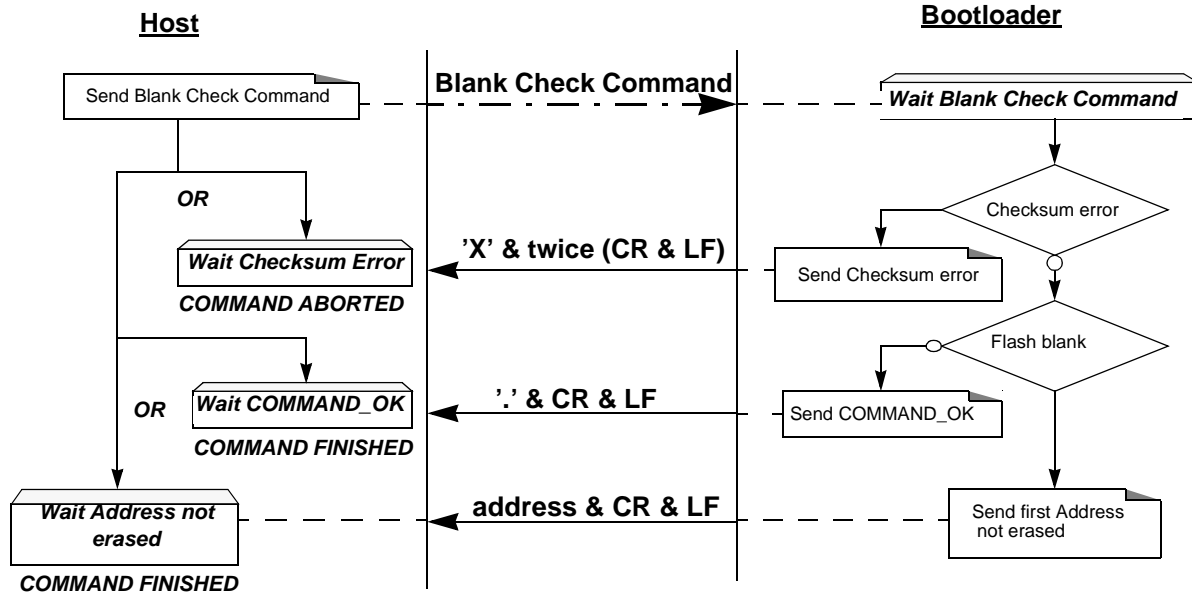 Host
Bootloader
Send Blank Check Command
Blank Check Command
Wait Blank Check Command
OR
Checksum error
Wait Checksum Error
’X’ & twice (CR & LF)
Send Checksum error
COMMAND ABORTED
Flash blank
OR
Wait COMMAND_OK
’.’ & CR & LF
Send COMMAND_OK
COMMAND FINISHED
Wait Address not
erased
address & CR & LF
Send first Address
not erased
COMMAND FINISHED